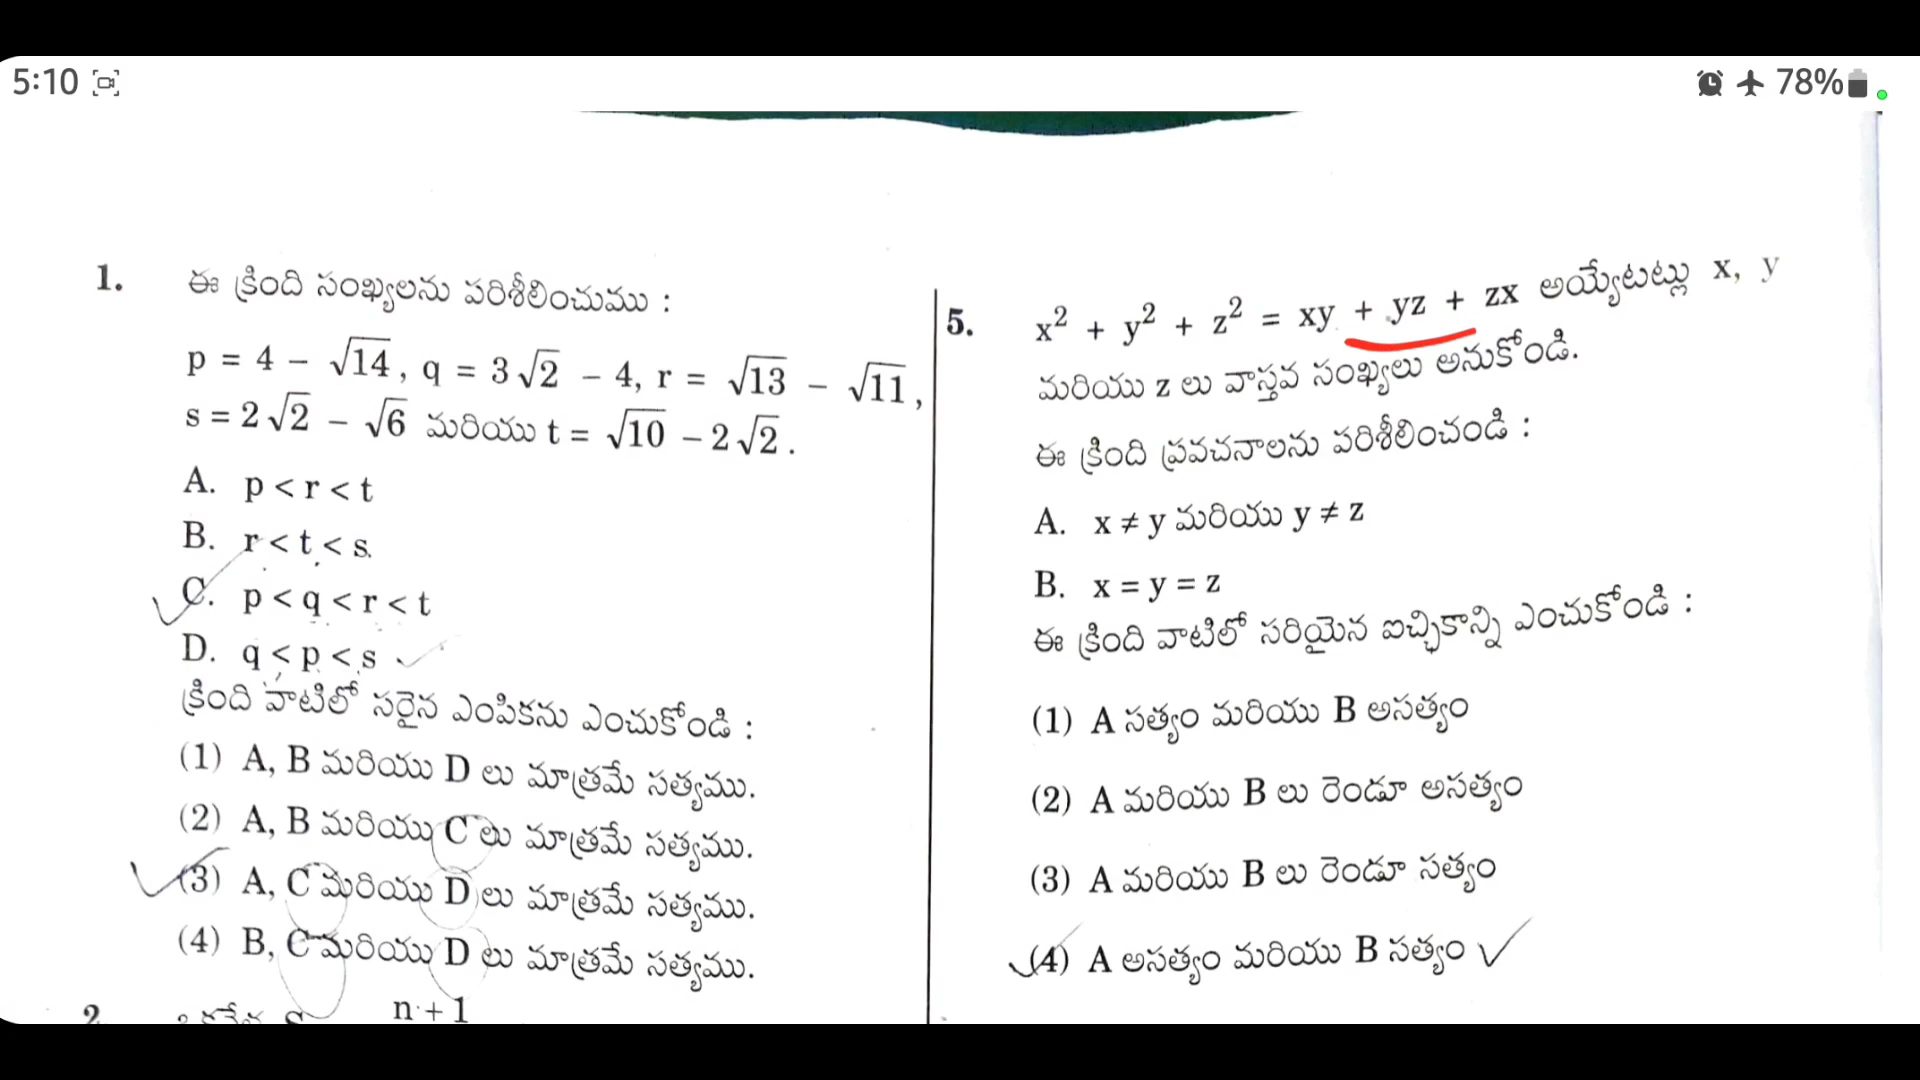 5:10
78%
1. ఈ క్రింది సంఖ్యలను పరిశీలించుము :
p = 4 – √14, q = 3√2 – 4, r = √13 – √11,
s = 2√2 – √6 మరియు t = √10 – 2√2.
A. p < r < t
B. r < t < s
C. p < q < r < t
D. q < p < s
క్రింది వాటిలో సరైన ఎంపికను ఎంచుకోండి :
(1) A, B మరియు D లు మాత్రమే సత్యము.
(2) A, B మరియు C లు మాత్రమే సత్యము.
(3) A, C మరియు D లు మాత్రమే సత్యము.
(4) B, C మరియు D లు మాత్రమే సత్యము.
2
n + 1
5. x² + y² + z² = xy + yz + zx అయ్యేటట్లు x, y
మరియు z లు వాస్తవ సంఖ్యలు అనుకోండి.
ఈ క్రింది ప్రవచనాలను పరిశీలించండి :
A. x ≠ y మరియు y ≠ z
B. x = y = z
ఈ క్రింది వాటిలో సరియైన ఐచ్ఛికాన్ని ఎంచుకోండి :
(1) A సత్యం మరియు B అసత్యం
(2) A మరియు B లు రెండూ అసత్యం
(3) A మరియు B లు రెండూ సత్యం
(4) A అసత్యం మరియు B సత్యం